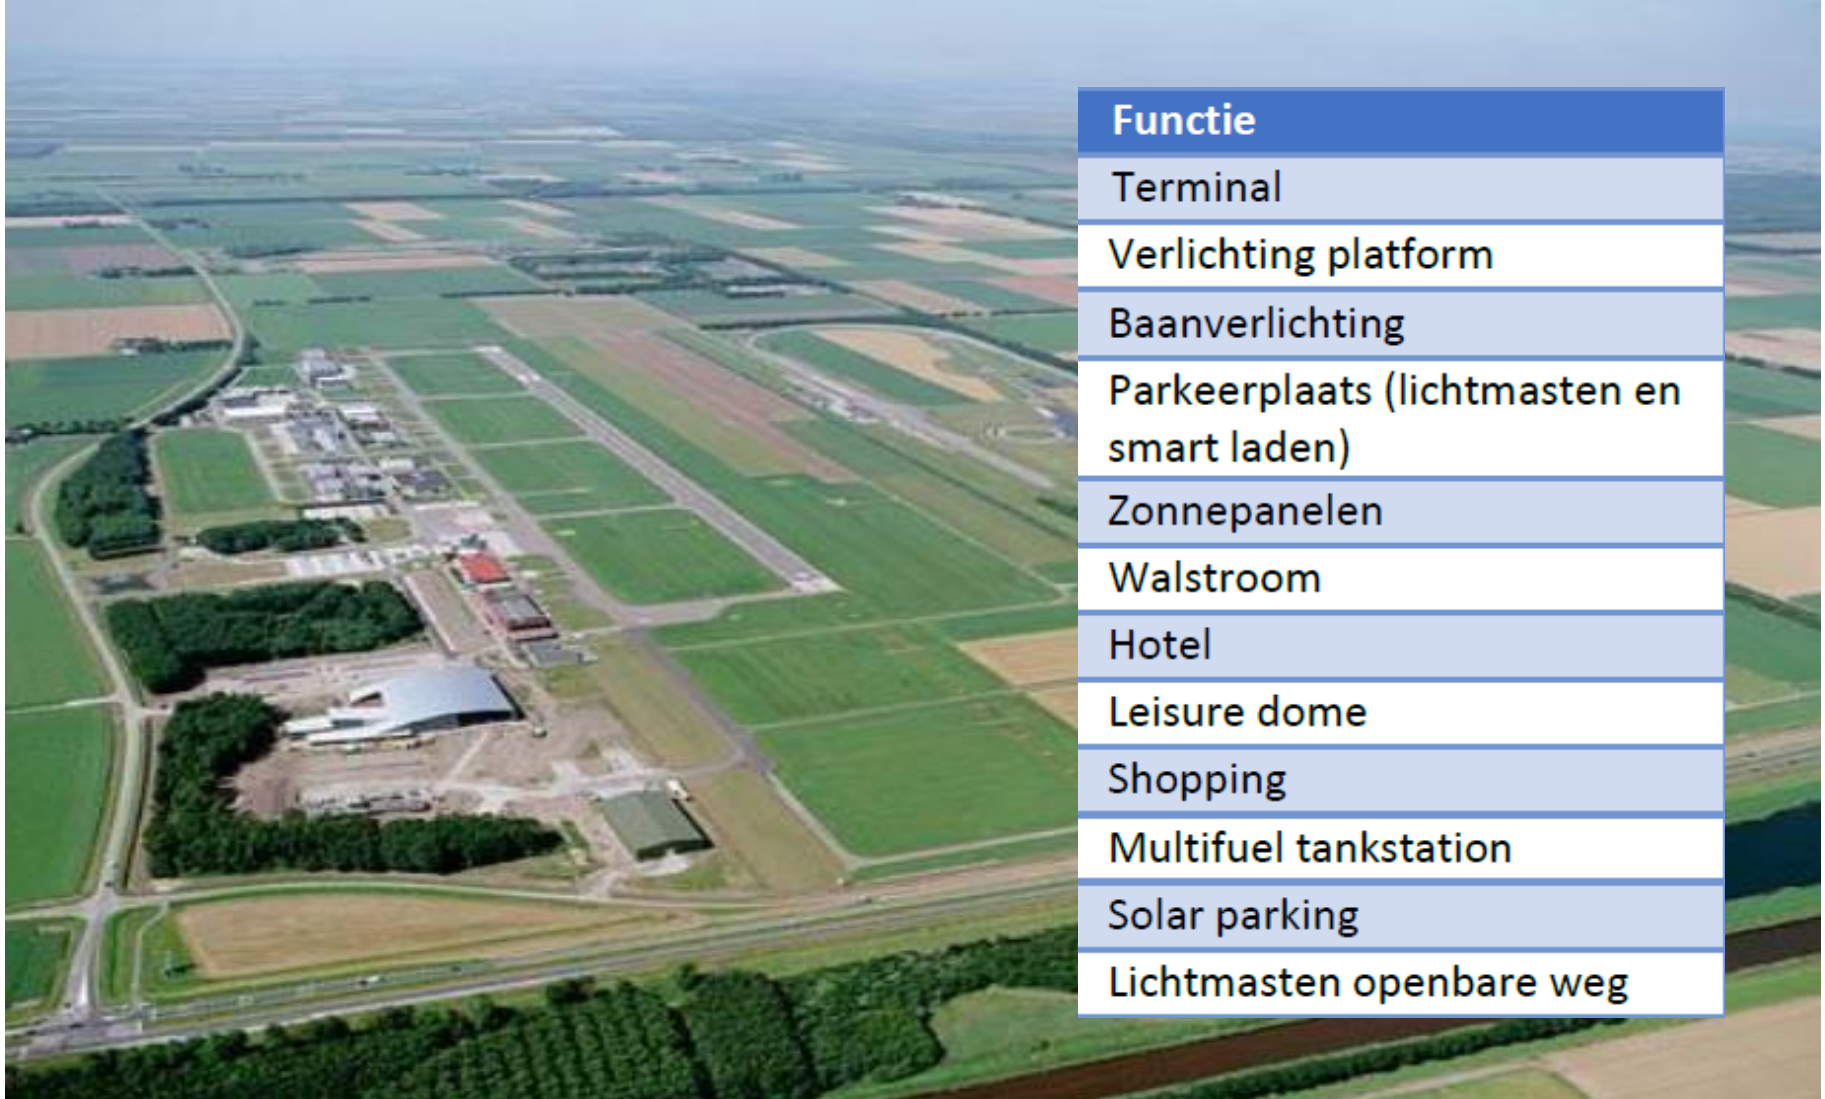 Functie
Terminal
Verlichting platform
Baanverlichting
Parkeerplaats (lichtmasten en
smart laden)
Zonnepanelen
Walstroom
Hotel
Leisure dome
Shopping
Multifuel tankstation
Solar parking
Lichtmasten openbare weg